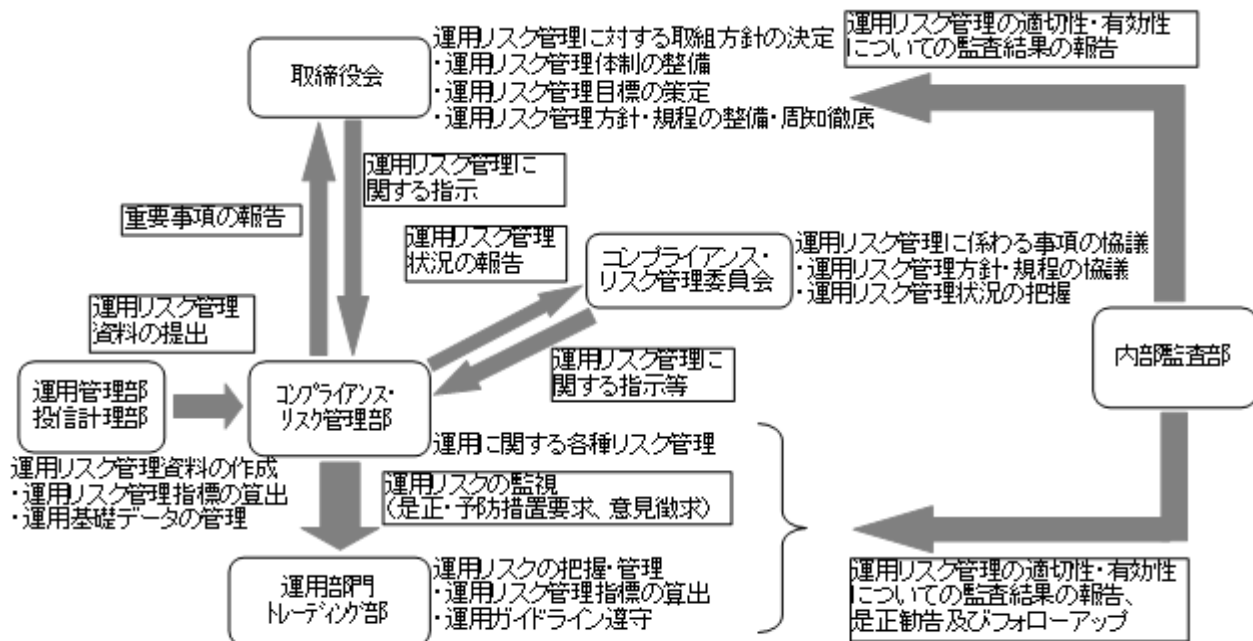 運用リスク管理に対する取組方針の決定
・運用リスク管理体制の整備
・運用リスク管理目標の策定
・運用リスク管理方針・規程の整備・周知徹底
取締役会
運用リスク管理の適切性・有効性
についての監査結果の報告
運用リスク管理に
関する指示
重要事項の報告
運用リスク管理
状況の報告
コンプライアンス・
リスク管理委員会
運用リスク管理に係わる事項の協議
・運用リスク管理方針・規程の協議
・運用リスク管理状況の把握
運用リスク管理
資料の提出
運用リスク管理に
関する指示等
内部監査部
運用管理部
投信計理部
コンプライアンス・
リスク管理部
運用に関する各種リスク管理
運用リスク管理資料の作成
・運用リスク管理指標の算出
・運用基礎データの管理
運用リスクの監視
(是正・予防措置要求、意見徴求)
運用部門
トレーディング部
運用リスクの把握・管理
・運用リスク管理指標の算出
・運用ガイドライン遵守
運用リスク管理の適切性・有効性
についての監査結果の報告、
是正勧告及びフォローアップ